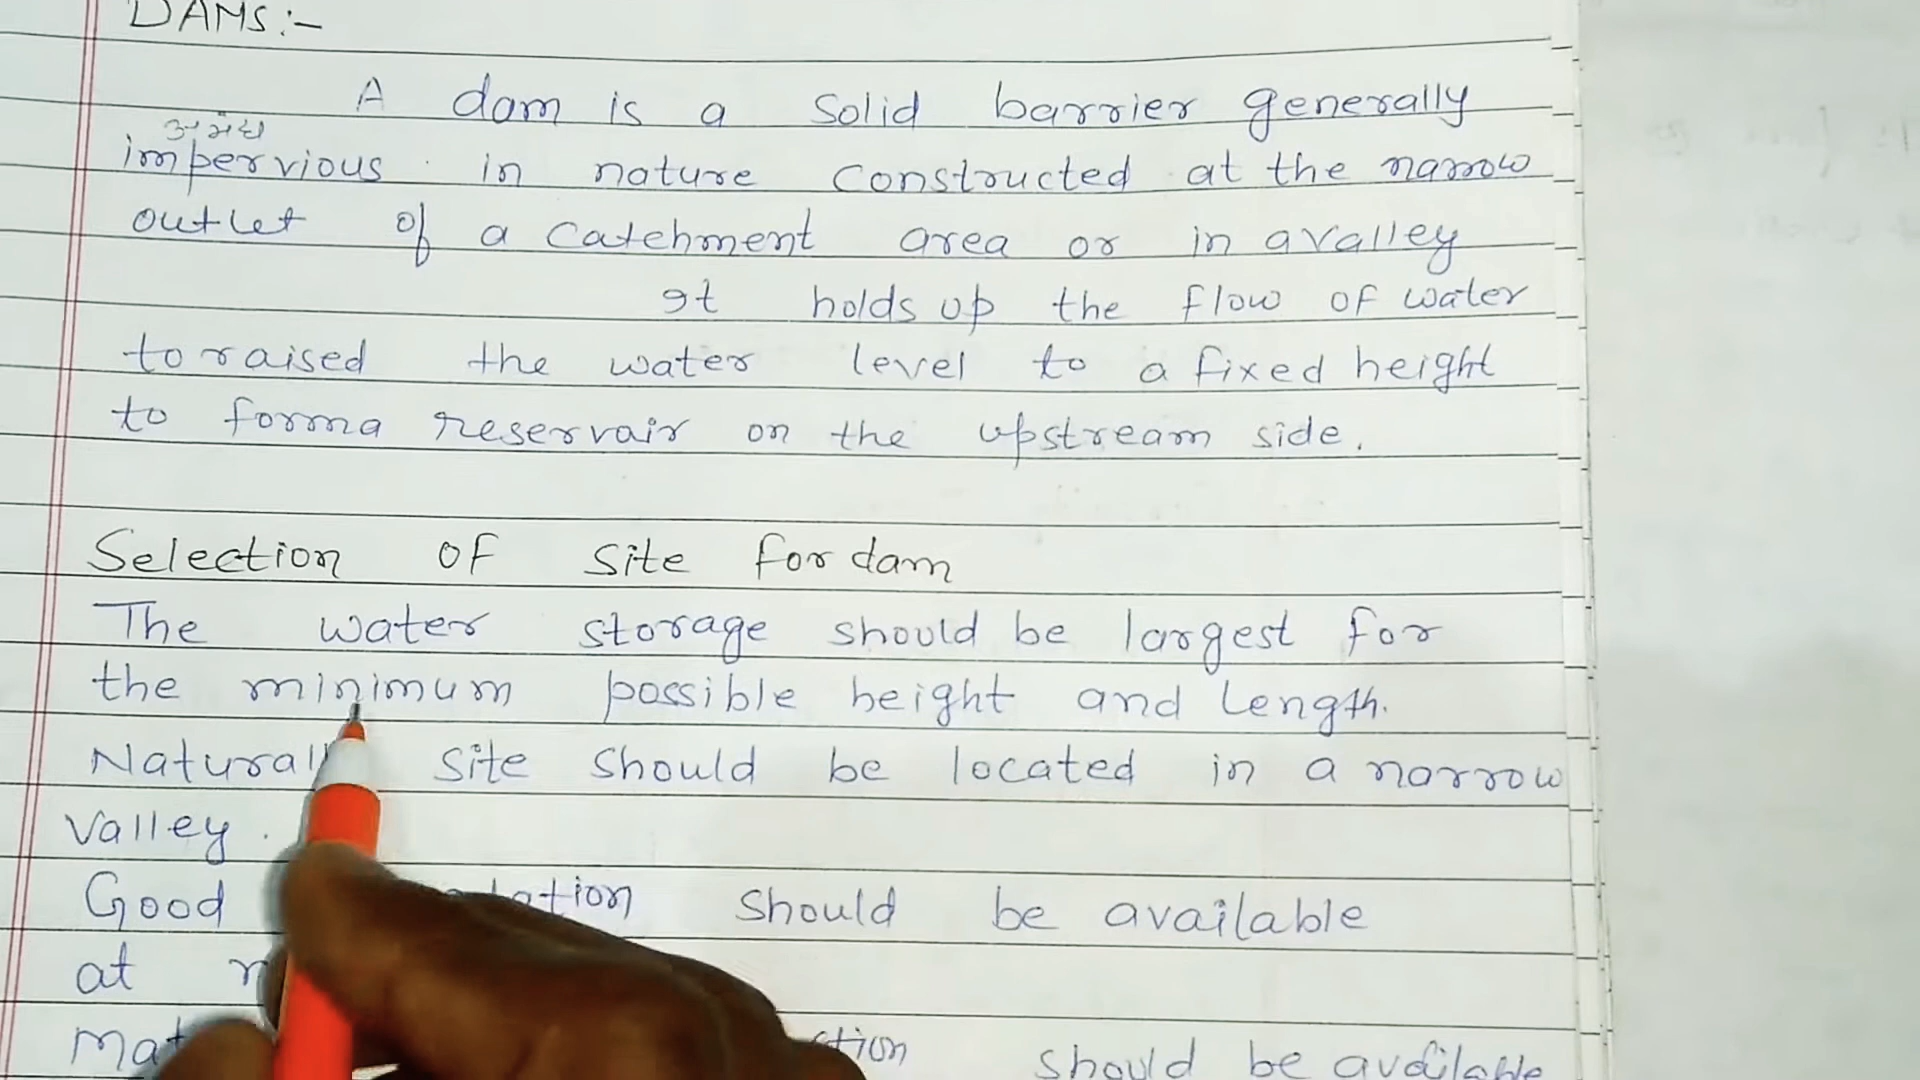 DAMS:-
A dam is a solid barrier generally
अभेद्य
impervious in nature constructed at the narrow
outlet of a catchment area or in a valley
It holds up the flow of water
to raised the water level to a fixed height
to form a reservair on the upstream side.
Selection of site for dam
The water storage should be largest for
the minimum possible height and length.
Naturally site should be located in a narrow
valley.
Good should be available
at
should be available